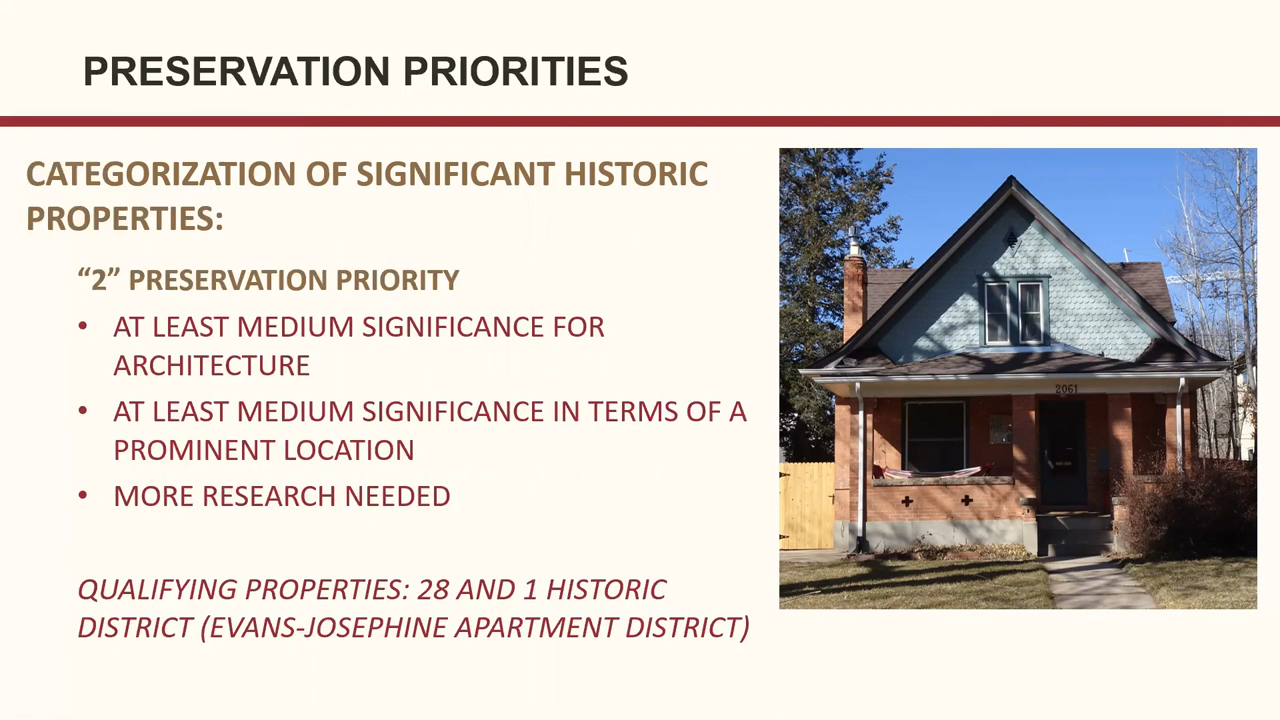 PRESERVATION PRIORITIES
CATEGORIZATION OF SIGNIFICANT HISTORIC
PROPERTIES:
“2” PRESERVATION PRIORITY
• AT LEAST MEDIUM SIGNIFICANCE FOR
ARCHITECTURE
• AT LEAST MEDIUM SIGNIFICANCE IN TERMS OF A
PROMINENT LOCATION
• MORE RESEARCH NEEDED
QUALIFYING PROPERTIES: 28 AND 1 HISTORIC
DISTRICT (EVANS-JOSEPHINE APARTMENT DISTRICT)
2061